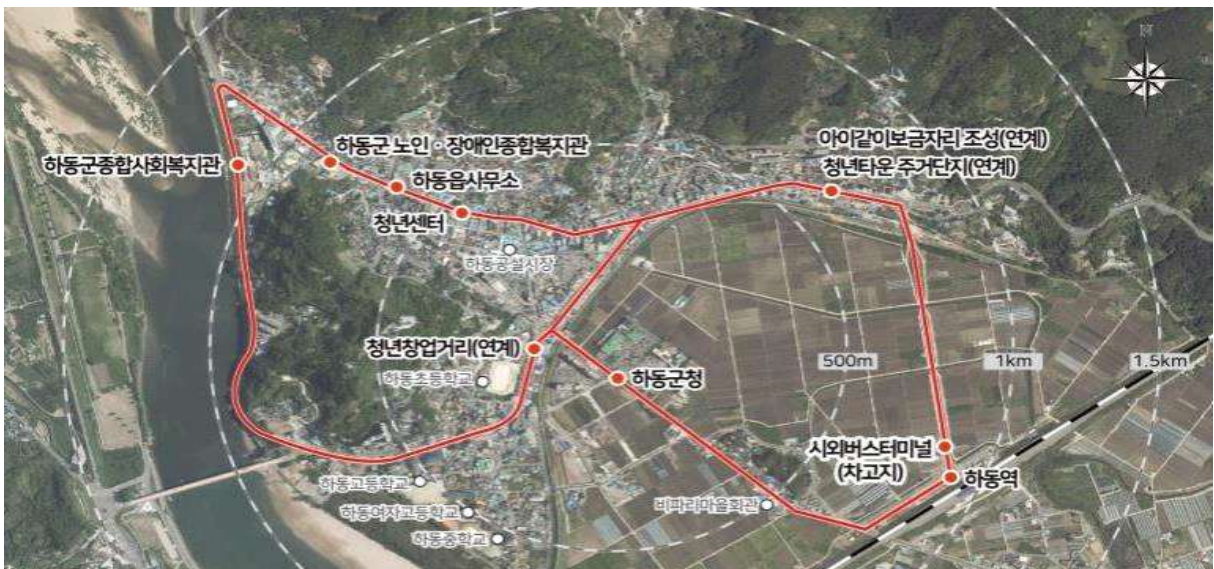 아이같이보금자리 조성(연계)
청년타운 주거단지(연계)
하동군 노인·장애인종합복지관
하동군종합사회복지관
하동읍사무소
청년센터
하동공설시장
청년창업거리(연계)
500m
1km
1.5km
하동초등학교
하동군청
시외버스터미널
(차고지)
하동역
하동고등학교
비파리마을회관
하동여자고등학교
하동중학교